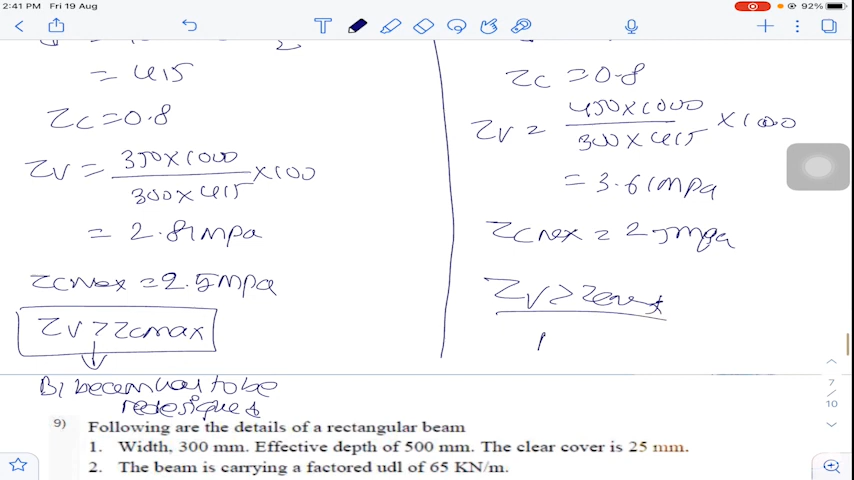 2:41 PM Fri 19 Aug
92%
= 415
τc = 0.8
τv = 350 x 1000 / 300 x 415 x 100
= 2.81 mpa
τcmax = 2.5 mpa
τv > τcmax
B1 beam has to be
redesigned
τc = 0.8
τv = 450 x 1000 / 300 x 415 x 100
= 3.61 mpa
τcmax = 2.5 mpa
τv > τcmax
7
10
9) Following are the details of a rectangular beam
1. Width, 300 mm. Effective depth of 500 mm. The clear cover is 25 mm.
2. The beam is carrying a factored udl of 65 KN/m.